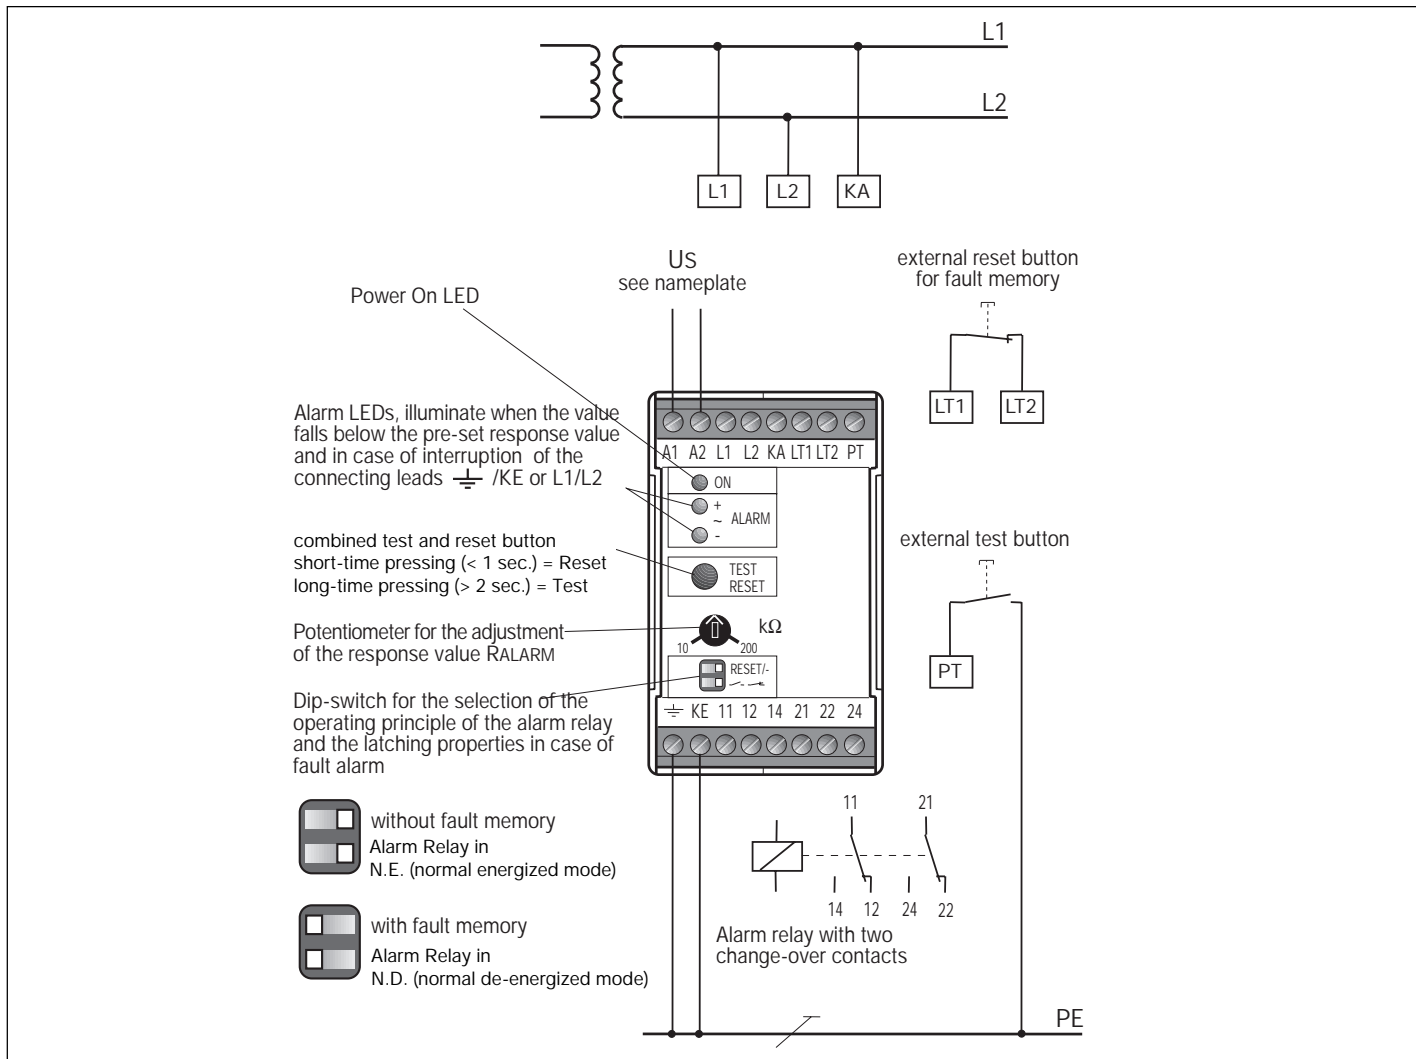 L1
L2
L1 L2 KA
US
see nameplate
external reset button
for fault memory
Power On LED
LT1 LT2
Alarm LEDs, illuminate when the value
falls below the pre-set response value
and in case of interruption of the
connecting leads ⏚ /KE or L1/L2
A1 A2 L1 L2 KA LT1 LT2 PT
ON
+
~ ALARM
-
combined test and reset button
short-time pressing (< 1 sec.) = Reset
long-time pressing (> 2 sec.) = Test
TEST
RESET
external test button
Potentiometer for the adjustment
of the response value RALARM
kΩ
10 200
PT
RESET/-
Dip-switch for the selection of the
operating principle of the alarm relay
and the latching properties in case of
fault alarm
⏚ KE 11 12 14 21 22 24
without fault memory
Alarm Relay in
N.E. (normal energized mode)
11 21
14 12 24 22
with fault memory
Alarm Relay in
N.D. (normal de-energized mode)
Alarm relay with two
change-over contacts
PE